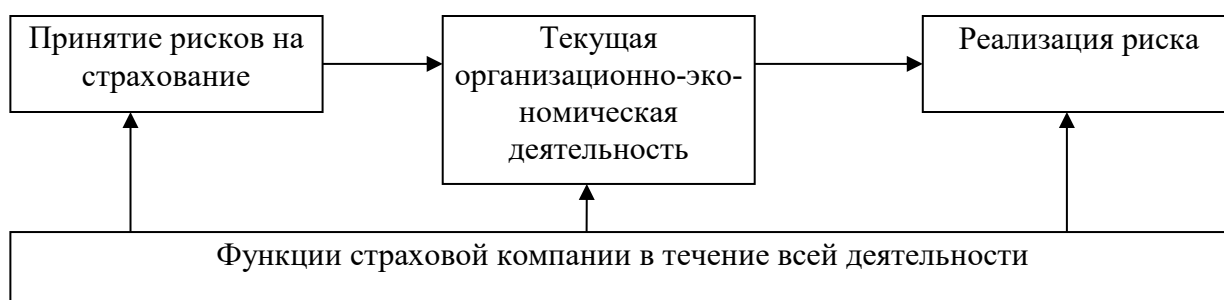 Принятие рисков на
страхование
Текущая
организационно-эко-
номическая
деятельность
Реализация риска
Функции страховой компании в течение всей деятельности